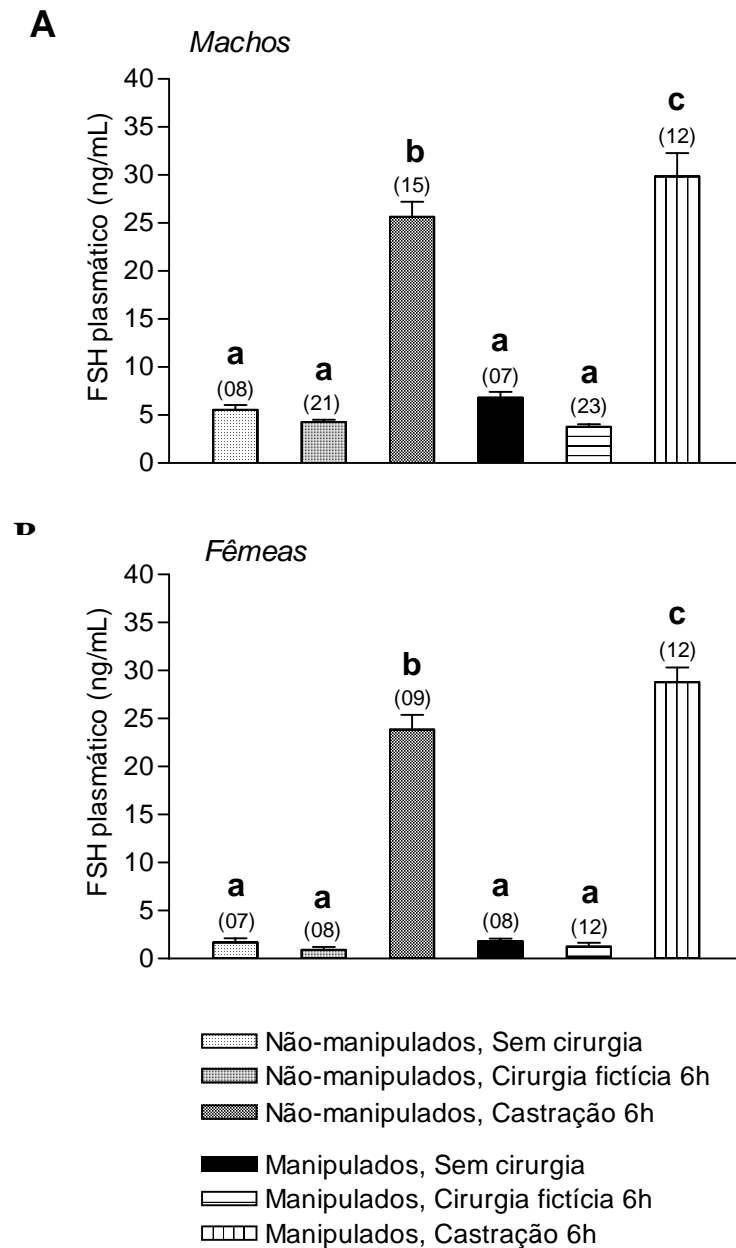 A
Machos
FSH plasmático (ng/mL)
40
35
30
25
20
15
10
5
0
a
(08)
a
(21)
b
(15)
a
(07)
a
(23)
c
(12)
Fêmeas
FSH plasmático (ng/mL)
40
35
30
25
20
15
10
5
0
a
(07)
a
(08)
b
(09)
a
(08)
a
(12)
c
(12)
Não-manipulados, Sem cirurgia
Não-manipulados, Cirurgia fictícia 6h
Não-manipulados, Castração 6h
Manipulados, Sem cirurgia
Manipulados, Cirurgia fictícia 6h
Manipulados, Castração 6h